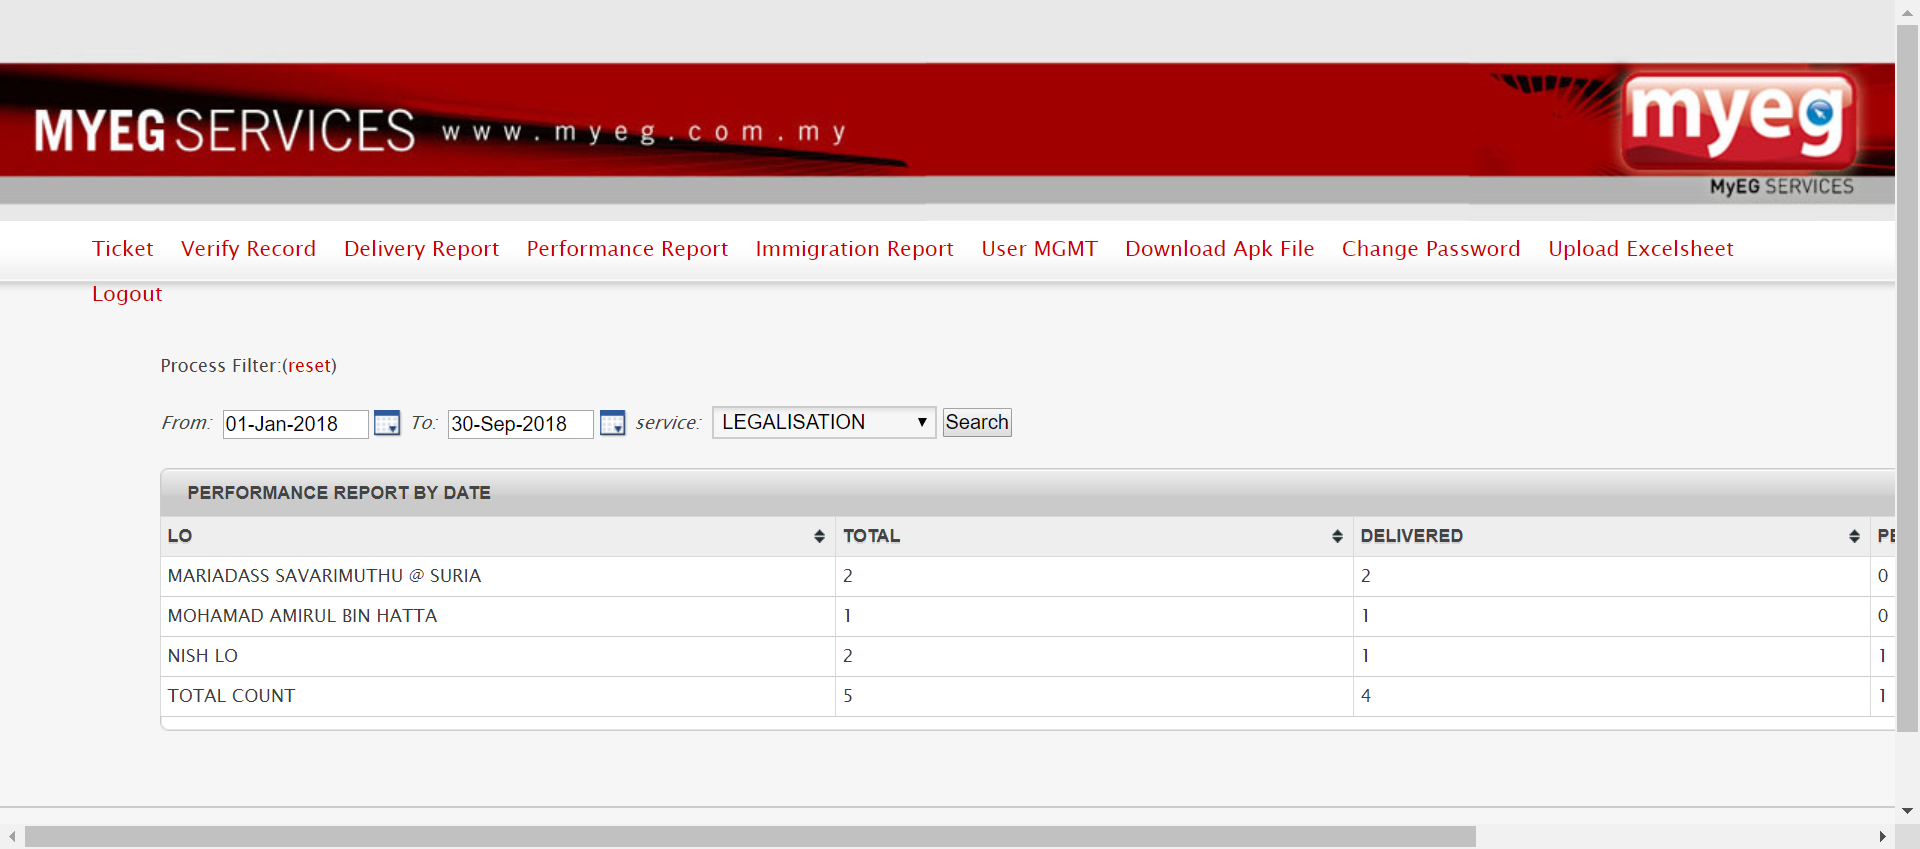 MYEG SERVICES www.myeg.com.my
myeg
MyEG SERVICES
Ticket Verify Record Delivery Report Performance Report Immigration Report User MGMT Download Apk File Change Password Upload Excelsheet
Logout
Process Filter:(reset)
From: 01-Jan-2018 To: 30-Sep-2018 service: LEGALISATION Search
PERFORMANCE REPORT BY DATE
LO TOTAL DELIVERED
MARIADASS SAVARIMUTHU @ SURIA 2 2 0
MOHAMAD AMIRUL BIN HATTA 1 1 0
NISH LO 2 1 1
TOTAL COUNT 5 4 1